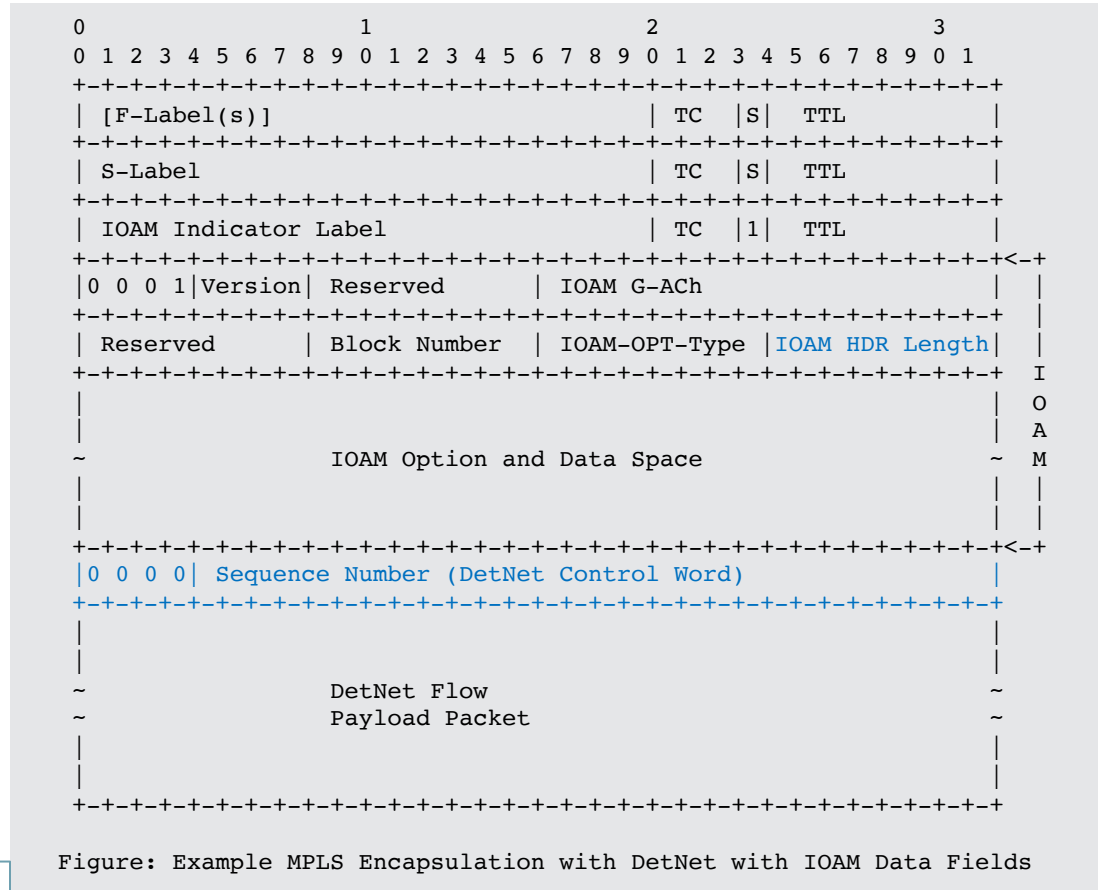 0                   1                   2                   3
0 1 2 3 4 5 6 7 8 9 0 1 2 3 4 5 6 7 8 9 0 1 2 3 4 5 6 7 8 9 0 1
+-+-+-+-+-+-+-+-+-+-+-+-+-+-+-+-+-+-+-+-+-+-+-+-+-+-+-+-+-+-+-+-+
| [F-Label(s)]                          | TC  |S|  TTL          |
+-+-+-+-+-+-+-+-+-+-+-+-+-+-+-+-+-+-+-+-+-+-+-+-+-+-+-+-+-+-+-+-+
| S-Label                               | TC  |S|  TTL          |
+-+-+-+-+-+-+-+-+-+-+-+-+-+-+-+-+-+-+-+-+-+-+-+-+-+-+-+-+-+-+-+-+
| IOAM Indicator Label                  | TC  |1|  TTL          |
+-+-+-+-+-+-+-+-+-+-+-+-+-+-+-+-+-+-+-+-+-+-+-+-+-+-+-+-+-+-+-+-+<-+
|0 0 0 1|Version| Reserved      | IOAM G-ACh                    |  |
+-+-+-+-+-+-+-+-+-+-+-+-+-+-+-+-+-+-+-+-+-+-+-+-+-+-+-+-+-+-+-+-+  |
| Reserved      | Block Number  | IOAM-OPT-Type |IOAM HDR Length|  |
+-+-+-+-+-+-+-+-+-+-+-+-+-+-+-+-+-+-+-+-+-+-+-+-+-+-+-+-+-+-+-+-+  I
|                                                               |  O
|                                                               |  A
~                 IOAM Option and Data Space                    ~  M
|                                                               |  |
|                                                               |  |
+-+-+-+-+-+-+-+-+-+-+-+-+-+-+-+-+-+-+-+-+-+-+-+-+-+-+-+-+-+-+-+-+<-+
|0 0 0 0| Sequence Number (DetNet Control Word)                 |
+-+-+-+-+-+-+-+-+-+-+-+-+-+-+-+-+-+-+-+-+-+-+-+-+-+-+-+-+-+-+-+-+
|                                                               |
|                                                               |
~                 DetNet Flow                                   ~
~                 Payload Packet                                ~
|                                                               |
|                                                               |
+-+-+-+-+-+-+-+-+-+-+-+-+-+-+-+-+-+-+-+-+-+-+-+-+-+-+-+-+-+-+-+-+
Figure: Example MPLS Encapsulation with DetNet with IOAM Data Fields